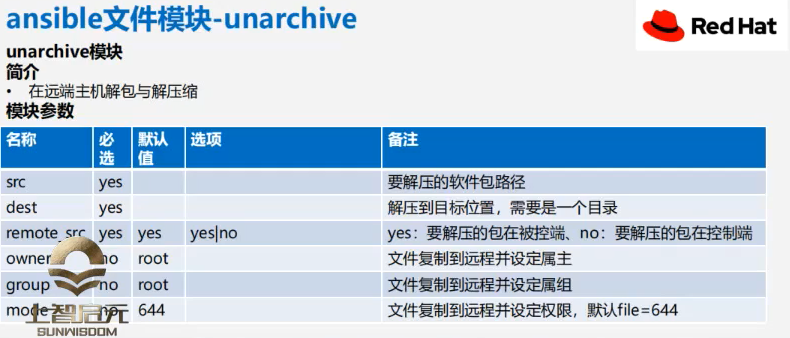 ansible文件模块-unarchive
Red Hat
unarchive模块
简介
• 在远端主机解包与解压缩
模块参数
名称 必选 默认值 选项 备注
src yes 要解压的软件包路径
dest yes 解压到目标位置，需要是一个目录
remote_src yes yes yes|no yes：要解压的包在被控端、no：要解压的包在控制端
owner no root 文件复制到远程并设定属主
group no root 文件复制到远程并设定属组
mode no 644 文件复制到远程并设定权限，默认file=644
上智启元
SUNWISDOM